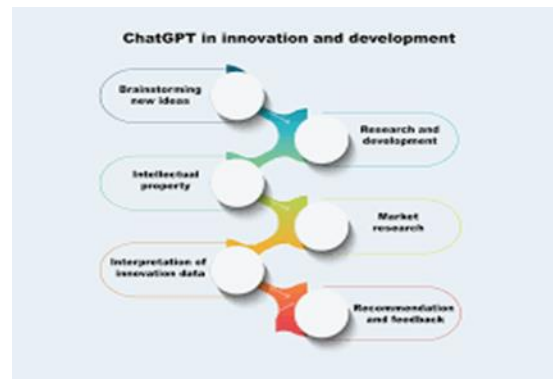 ChatGPT in innovation and development
Brainstorming
new ideas
Research and
development
Intellectual
property
Market
research
Interpretation of
innovation data
Recommendation
and feedback